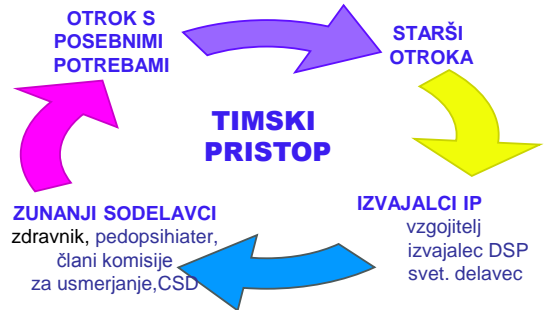 OTROK S
POSEBNIMI
POTREBAMI
STARŠI
OTROKA
TIMSKI
PRISTOP
IZVAJALCI IP
vzgojitelj
izvajalec DSP
svet. delavec
ZUNANJI SODELAVCI
zdravnik, pedopsihiater,
člani komisije
za usmerjanje,CSD